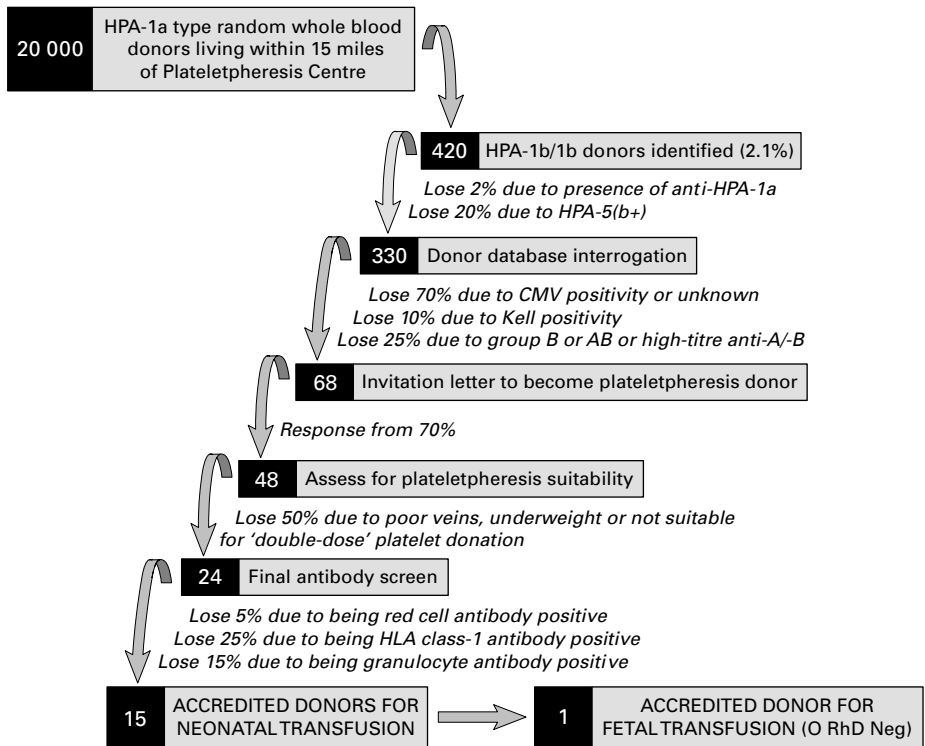 20 000
HPA-1a type random whole blood
donors living within 15 miles
of Plateletpheresis Centre
420 HPA-1b/1b donors identified (2.1%)
Lose 2% due to presence of anti-HPA-1a
Lose 20% due to HPA-5(b+)
330 Donor database interrogation
Lose 70% due to CMV positivity or unknown
Lose 10% due to Kell positivity
Lose 25% due to group B or AB or high-titre anti-A/-B
68 Invitation letter to become plateletpheresis donor
Response from 70%
48 Assess for plateletpheresis suitability
Lose 50% due to poor veins, underweight or not suitable
for ‘double-dose’ platelet donation
24 Final antibody screen
Lose 5% due to being red cell antibody positive
Lose 25% due to being HLA class-1 antibody positive
Lose 15% due to being granulocyte antibody positive
15
ACCREDITED DONORS FOR
NEONATAL TRANSFUSION
1
ACCREDITED DONOR FOR
FETAL TRANSFUSION (O RhD Neg)